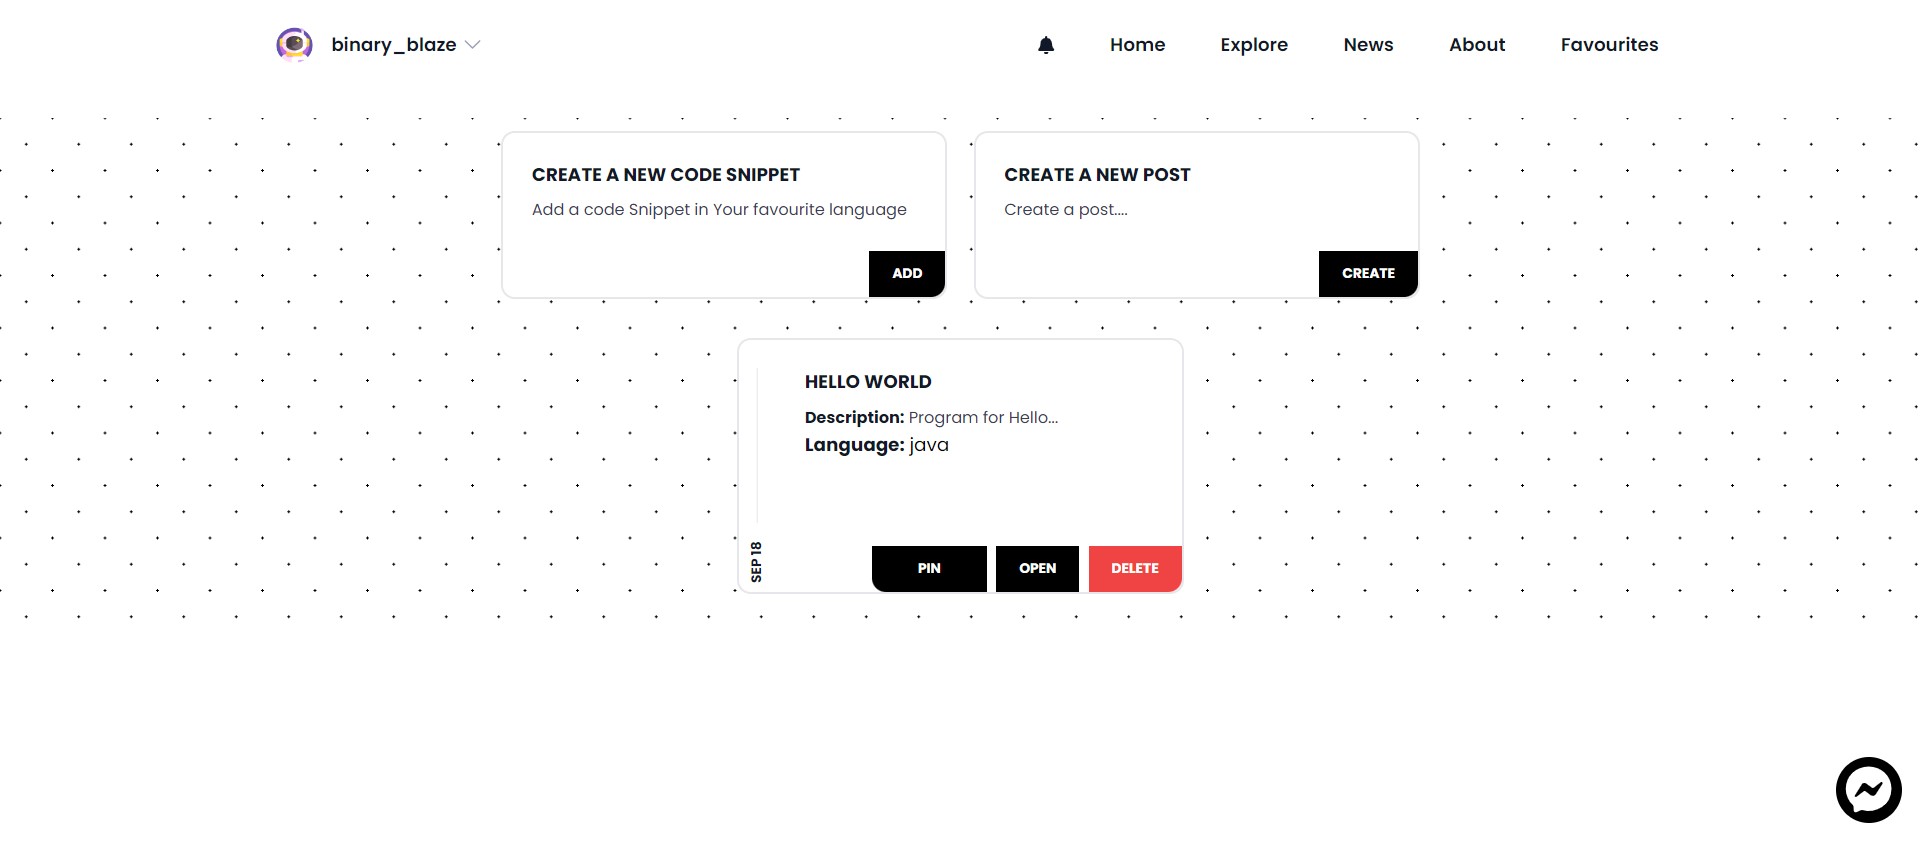 binary_blaze
Home Explore News About Favourites
CREATE A NEW CODE SNIPPET
Add a code Snippet in Your favourite language
ADD
CREATE A NEW POST
Create a post....
CREATE
HELLO WORLD
Description: Program for Hello...
Language: java
SEP 18
PIN OPEN DELETE